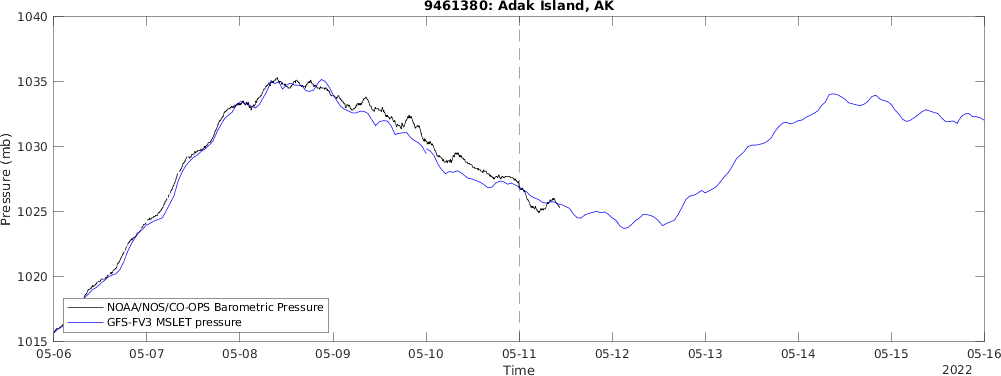 9461380: Adak Island, AK
1040
1035
1030
1025
1020
1015
Pressure (mb)
NOAA/NOS/CO-OPS Barometric Pressure
GFS-FV3 MSLET pressure
05-06 05-07 05-08 05-09 05-10 05-11 05-12 05-13 05-14 05-15 05-16
Time
2022